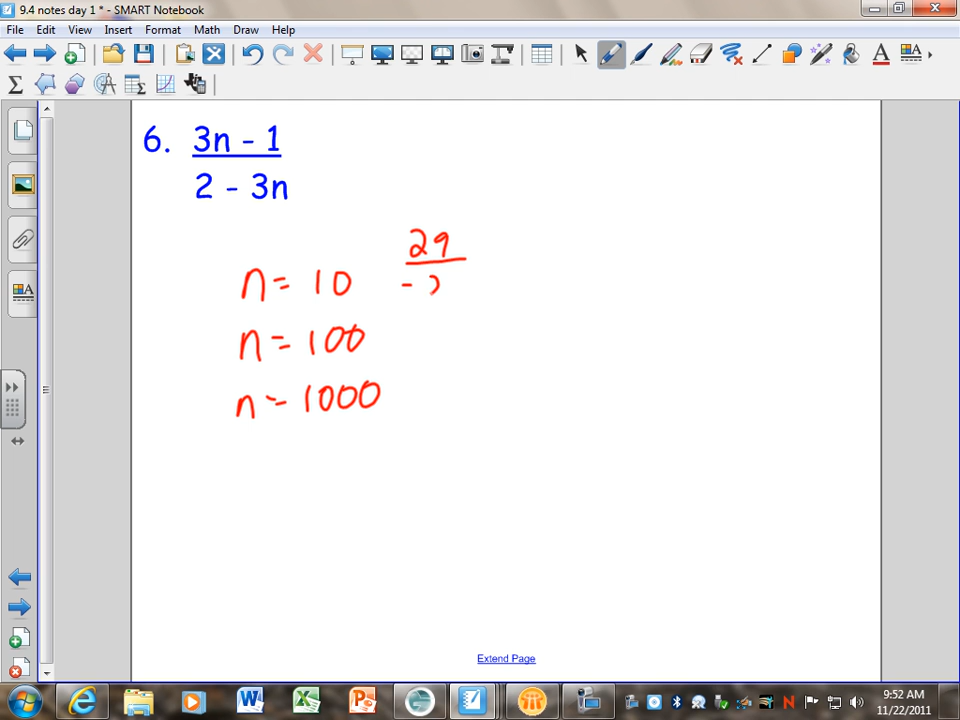 9.4 notes day 1 * - SMART Notebook
File Edit View Insert Format Math Draw Help
6. 3n - 1
2 - 3n
29
n = 10 -
n = 100
n = 1000
Extend Page
9:52 AM
11/22/2011